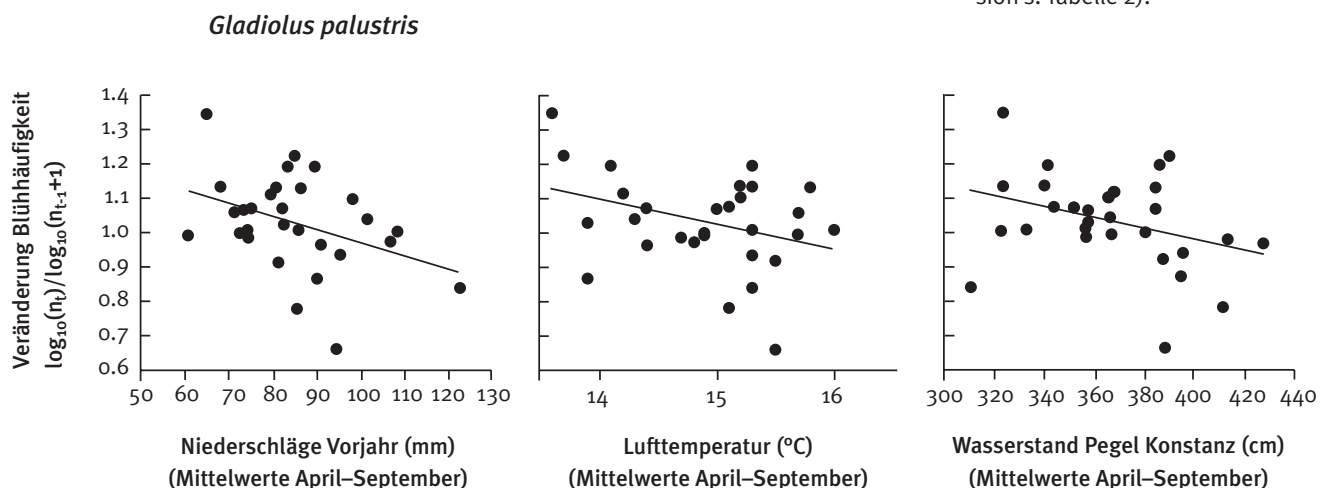 sion s. Tabelle 2).
Gladiolus palustris
Veränderung Blühhäufigkeit
log₁₀(nₜ)/log₁₀(nₜ₋₁+1)
1.4
1.3
1.2
1.1
1.0
0.9
0.8
0.7
0.6
50 60 70 80 90 100 110 120 130
14 15 16
300 320 340 360 380 400 420 440
Niederschläge Vorjahr (mm)
(Mittelwerte April–September)
Lufttemperatur (°C)
(Mittelwerte April–September)
Wasserstand Pegel Konstanz (cm)
(Mittelwerte April–September)